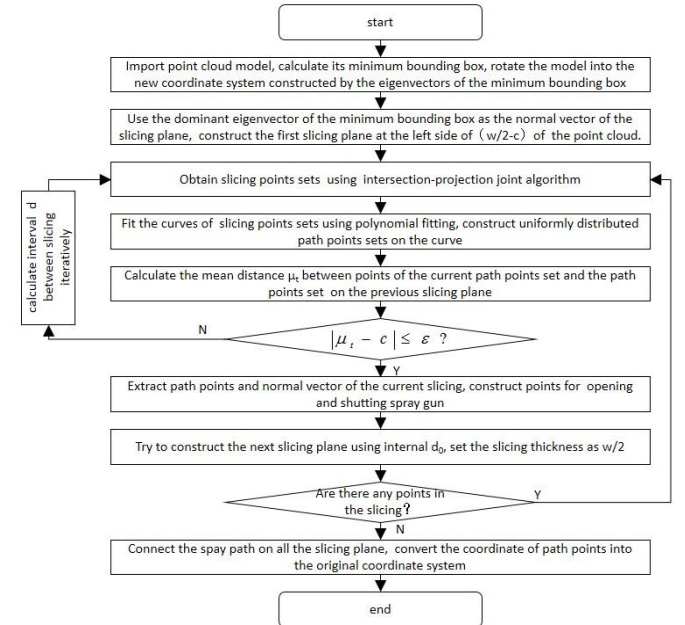 start
Import point cloud model, calculate its minimum bounding box, rotate the model into the
new coordinate system constructed by the eigenvectors of the minimum bounding box
Use the dominant eigenvector of the minimum bounding box as the normal vector of the
slicing plane, construct the first slicing plane at the left side of (w/2-c) of the point cloud.
Obtain slicing points sets using intersection-projection joint algorithm
calculate interval d
between slicing
iteratively
Fit the curves of slicing points sets using polynomial fitting, construct uniformly distributed
path points sets on the curve
Calculate the mean distance μt between points of the current path points set and the path
points set on the previous slicing plane
N
|μt − c| ≤ ε ?
Y
Extract path points and normal vector of the current slicing, construct points for opening
and shutting spray gun
Try to construct the next slicing plane using internal d0, set the slicing thickness as w/2
Are there any points in
the slicing?
Y
N
Connect the spay path on all the slicing plane, convert the coordinate of path points into
the original coordinate system
end